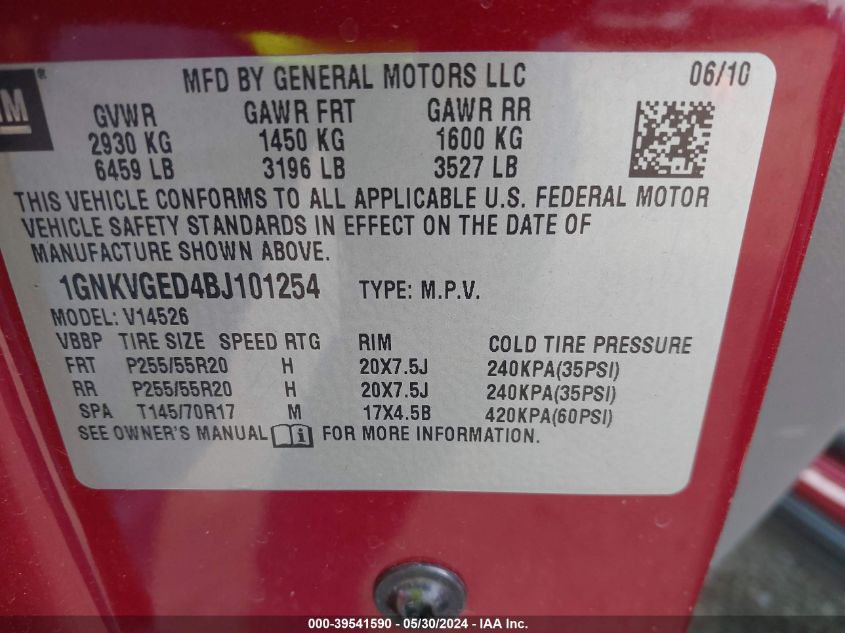 GM®
MFD BY GENERAL MOTORS LLC 06/10
GVWR GAWR FRT GAWR RR
2930 KG 1450 KG 1600 KG
6459 LB 3196 LB 3527 LB
THIS VEHICLE CONFORMS TO ALL APPLICABLE U.S. FEDERAL MOTOR
VEHICLE SAFETY STANDARDS IN EFFECT ON THE DATE OF
MANUFACTURE SHOWN ABOVE.
1GNKVGED4BJ101254 TYPE: M.P.V.
MODEL: V14526
VBBP TIRE SIZE SPEED RTG RIM COLD TIRE PRESSURE
FRT P255/55R20 H 20X7.5J 240KPA(35PSI)
RR P255/55R20 H 20X7.5J 240KPA(35PSI)
SPA T145/70R17 M 17X4.5B 420KPA(60PSI)
SEE OWNER'S MANUAL i FOR MORE INFORMATION.
000-39541590 - 05/30/2024 - IAA Inc.